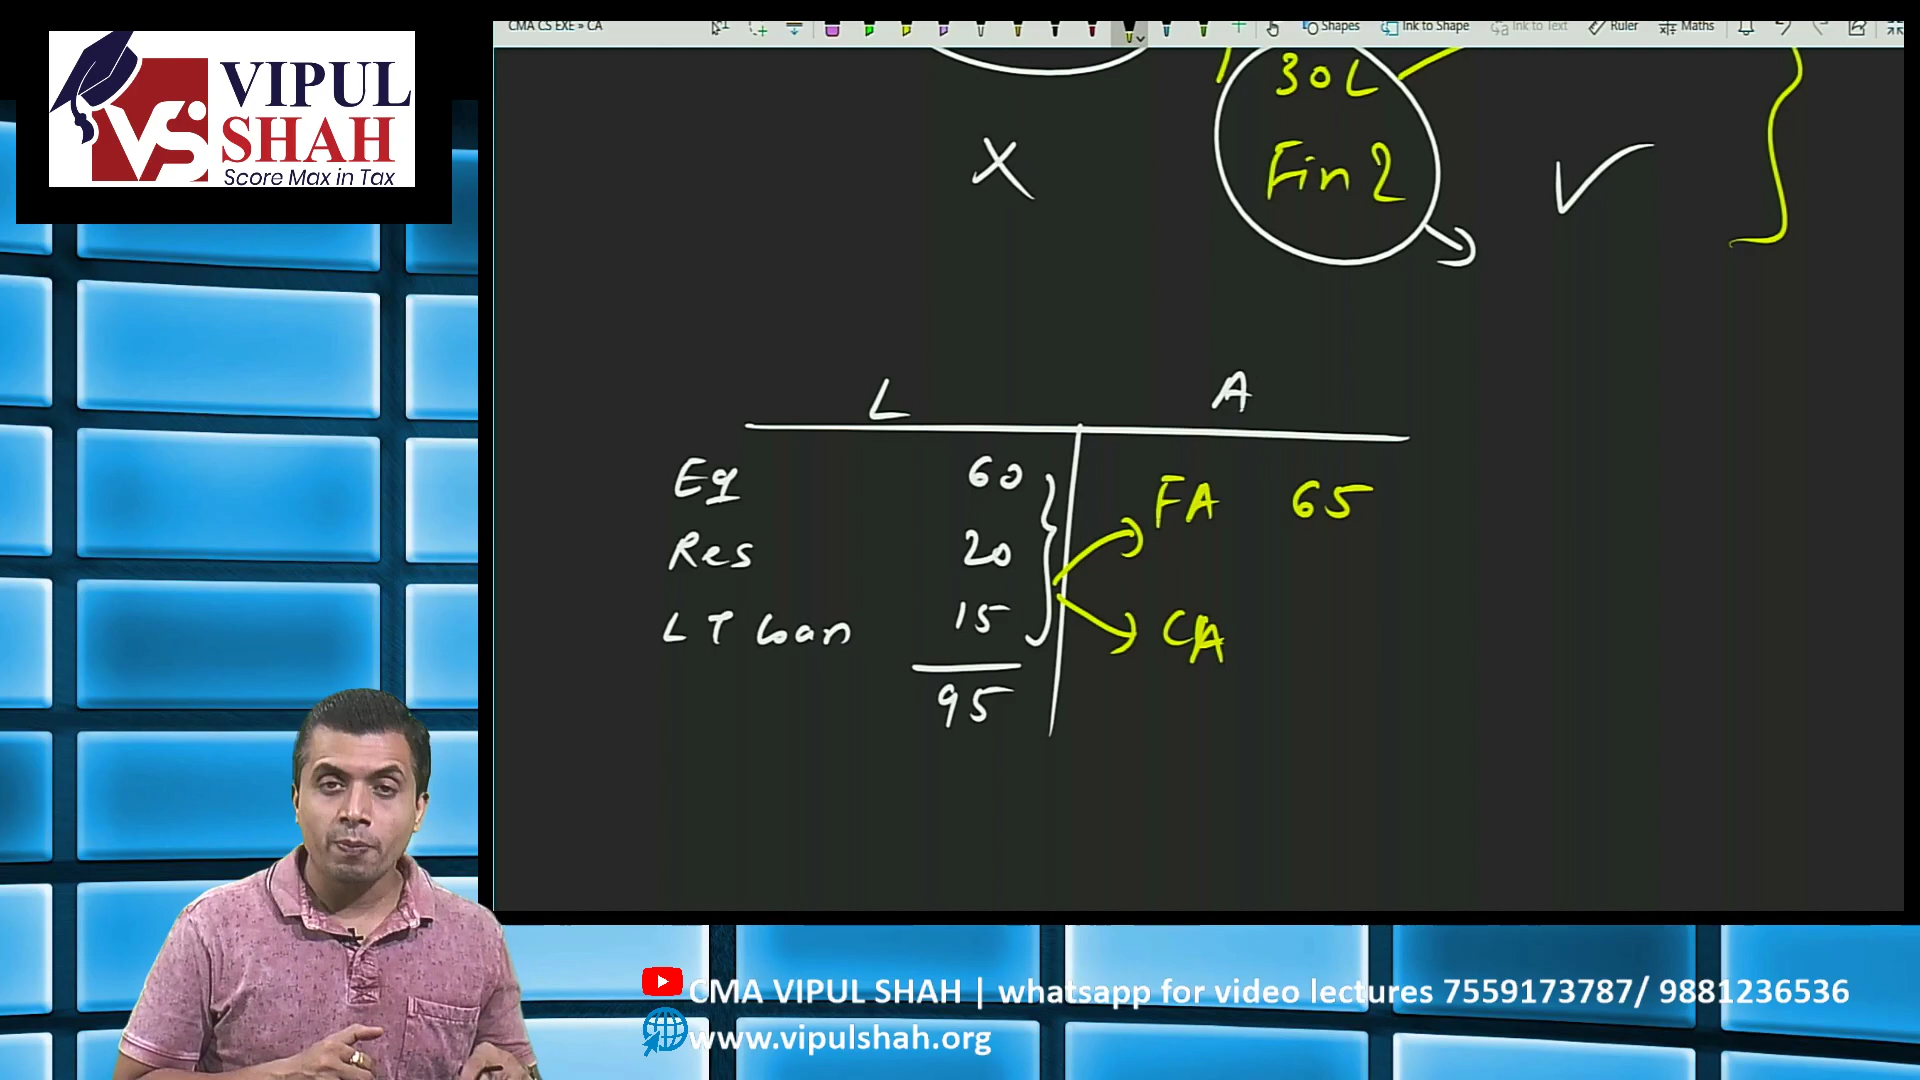 VIPUL
SHAH
Score Max in Tax
CMA CS EXE » CA
Shapes
Ink to Shape
Ink to Text
Ruler
Maths
30L
Fin 2
L A
Eq 60 FA 65
Res 20
LT Loan 15 CA
95
CMA VIPUL SHAH | whatsapp for video lectures 7559173787/ 9881236536
www.vipulshah.org